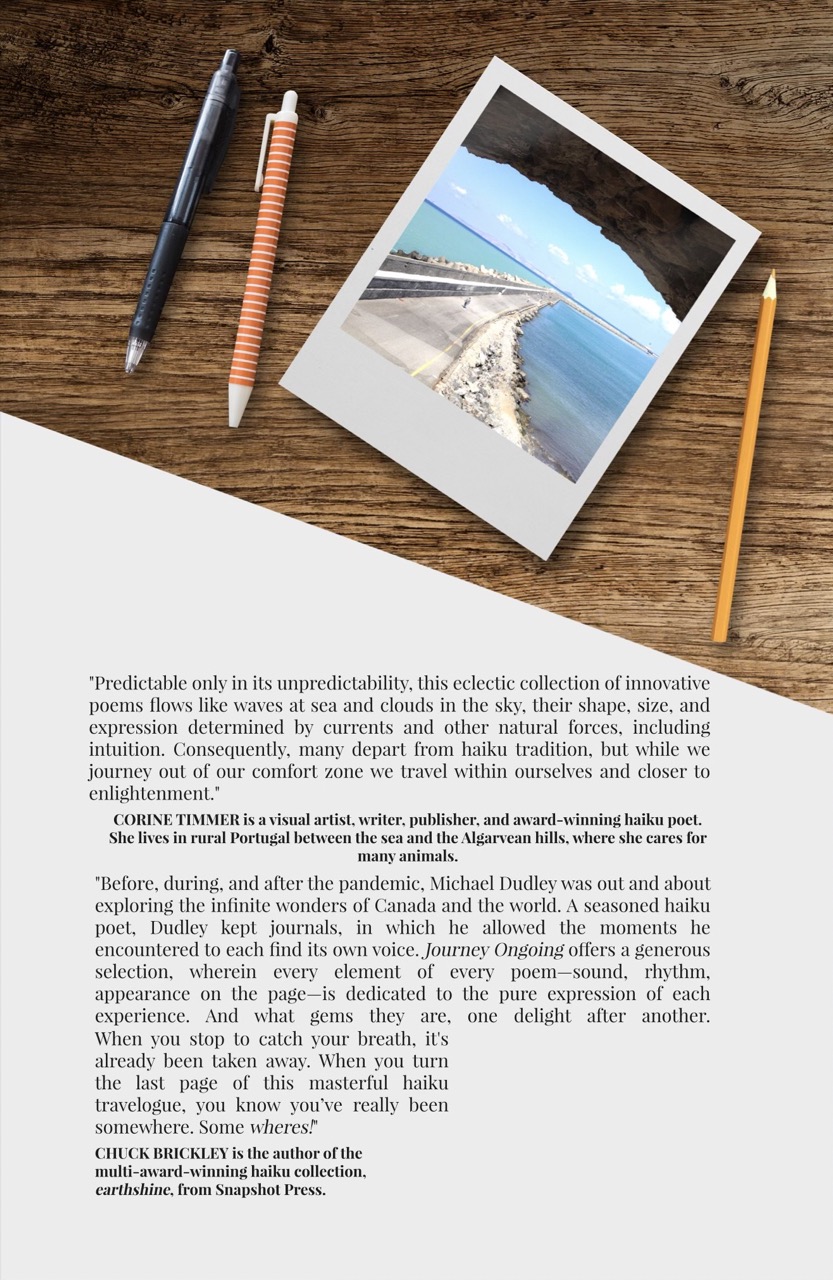 "Predictable only in its unpredictability, this eclectic collection of innovative
poems flows like waves at sea and clouds in the sky, their shape, size, and
expression determined by currents and other natural forces, including
intuition. Consequently, many depart from haiku tradition, but while we
journey out of our comfort zone we travel within ourselves and closer to
enlightenment."
CORINE TIMMER is a visual artist, writer, publisher, and award-winning haiku poet.
She lives in rural Portugal between the sea and the Algarvean hills, where she cares for
many animals.
"Before, during, and after the pandemic, Michael Dudley was out and about
exploring the infinite wonders of Canada and the world. A seasoned haiku
poet, Dudley kept journals, in which he allowed the moments he
encountered to each find its own voice. Journey Ongoing offers a generous
selection, wherein every element of every poem—sound, rhythm,
appearance on the page—is dedicated to the pure expression of each
experience. And what gems they are, one delight after another.
When you stop to catch your breath, it's
already been taken away. When you turn
the last page of this masterful haiku
travelogue, you know you’ve really been
somewhere. Some wheres!"
CHUCK BRICKLEY is the author of the
multi-award-winning haiku collection,
earthshine, from Snapshot Press.